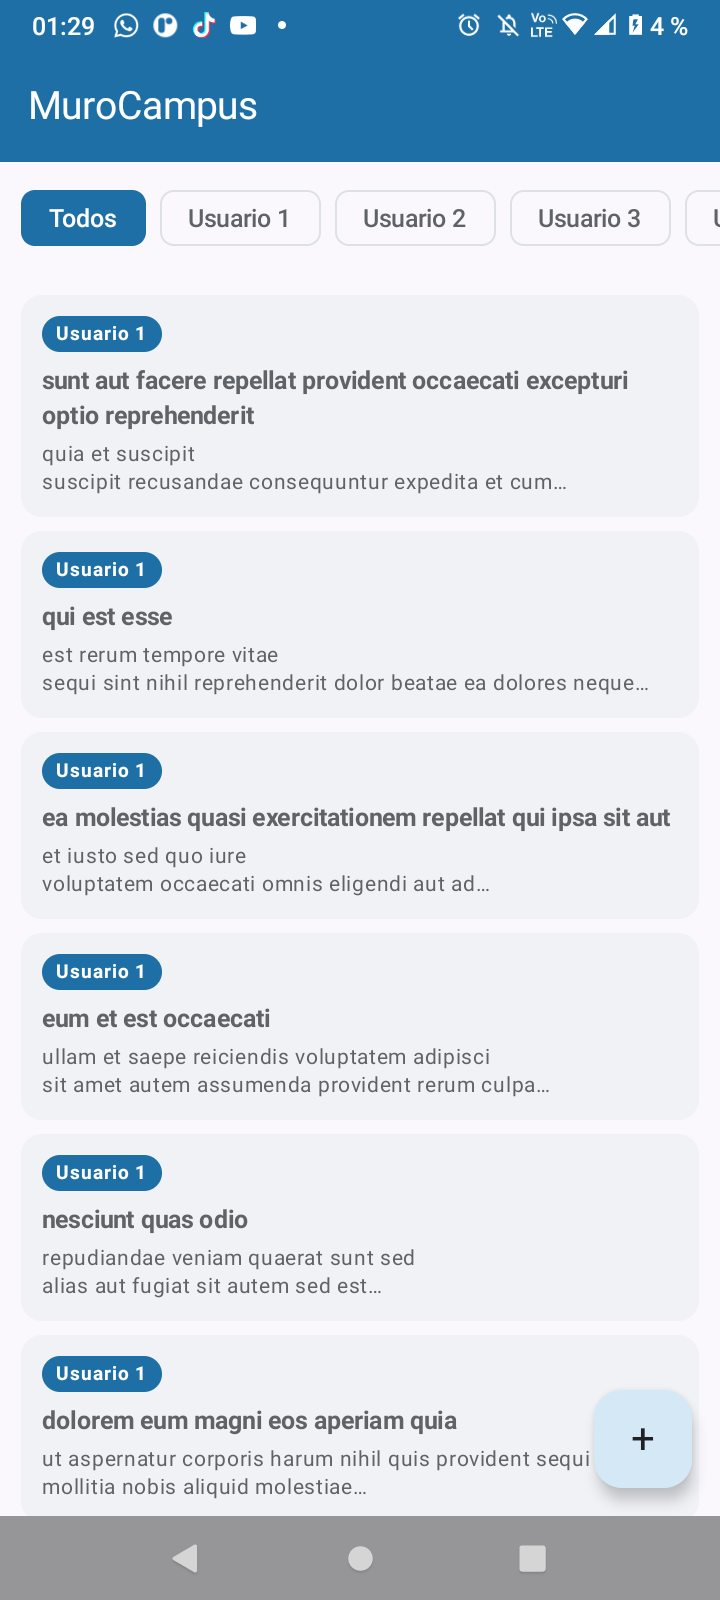 01:29 Vo LTE 4 %
MuroCampus
Todos Usuario 1 Usuario 2 Usuario 3
Usuario 1
sunt aut facere repellat provident occaecati excepturi
optio reprehenderit
quia et suscipit
suscipit recusandae consequuntur expedita et cum…
Usuario 1
qui est esse
est rerum tempore vitae
sequi sint nihil reprehenderit dolor beatae ea dolores neque…
Usuario 1
ea molestias quasi exercitationem repellat qui ipsa sit aut
et iusto sed quo iure
voluptatem occaecati omnis eligendi aut ad…
Usuario 1
eum et est occaecati
ullam et saepe reiciendis voluptatem adipisci
sit amet autem assumenda provident rerum culpa…
Usuario 1
nesciunt quas odio
repudiandae veniam quaerat sunt sed
alias aut fugiat sit autem sed est…
Usuario 1
dolorem eum magni eos aperiam quia
ut aspernatur corporis harum nihil quis provident sequi
mollitia nobis aliquid molestiae…
+